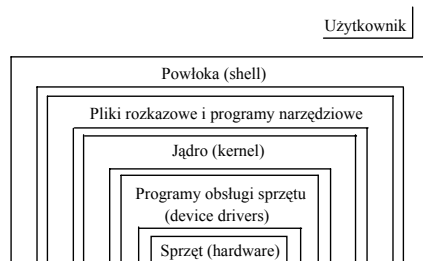 Użytkownik
Powłoka (shell)
Pliki rozkazowe i programy narzędziowe
Jądro (kernel)
Programy obsługi sprzętu
(device drivers)
Sprzęt (hardware)